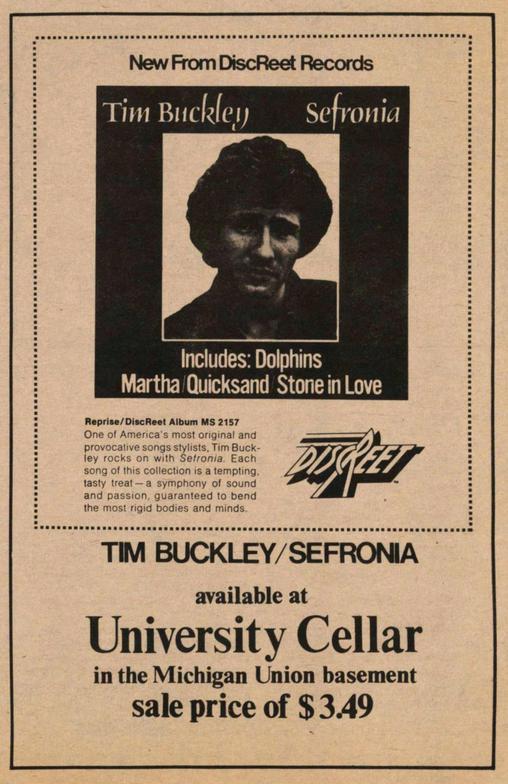 New From DiscReet Records
Tim Buckley Sefronia
Includes: Dolphins
Martha/Quicksand/Stone in Love
Reprise/DiscReet Album MS 2157
One of America's most original and
provocative songs stylists, Tim Buck-
ley rocks on with Sefronia. Each
song of this collection is a tempting,
tasty treat—a symphony of sound
and passion, guaranteed to bend
the most rigid bodies and minds.
DISCREET
TM
TIM BUCKLEY/SEFRONIA
available at
University Cellar
in the Michigan Union basement
sale price of $3.49